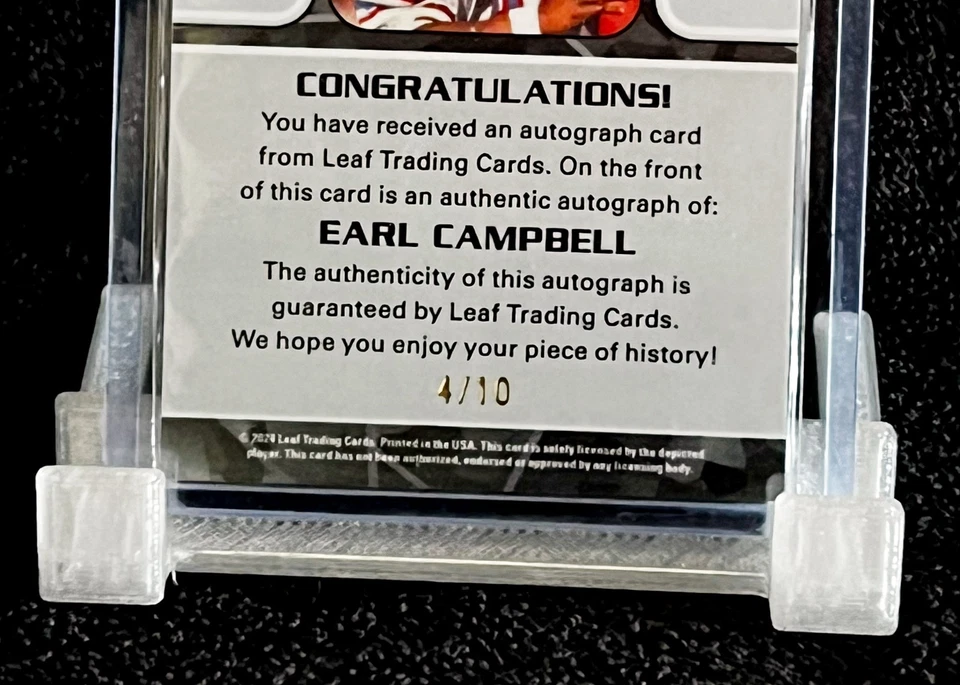 CONGRATULATIONS!
You have received an autograph card
from Leaf Trading Cards. On the front
of this card is an authentic autograph of:
EARL CAMPBELL
The authenticity of this autograph is
guaranteed by Leaf Trading Cards.
We hope you enjoy your piece of history!
4/10
Leaf Trading Cards. Printed in the USA. This card is solely licensed by the depicted
player. This card has not been authorized, endorsed or approved by any licensing body.